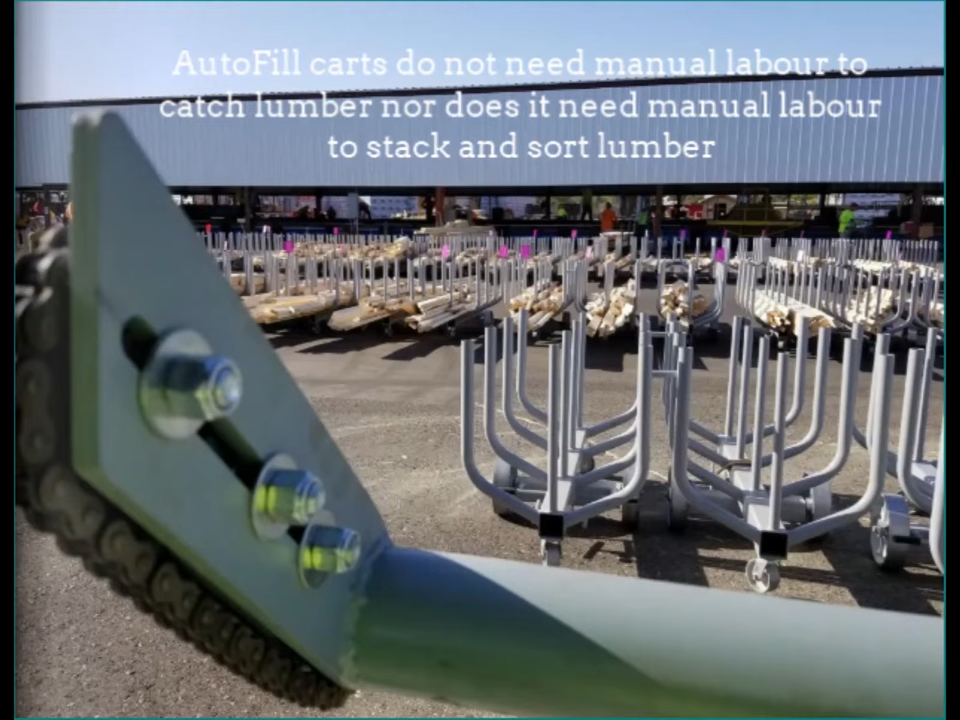 AutoFill carts do not need manual labour to
catch lumber nor does it need manual labour
to stack and sort lumber